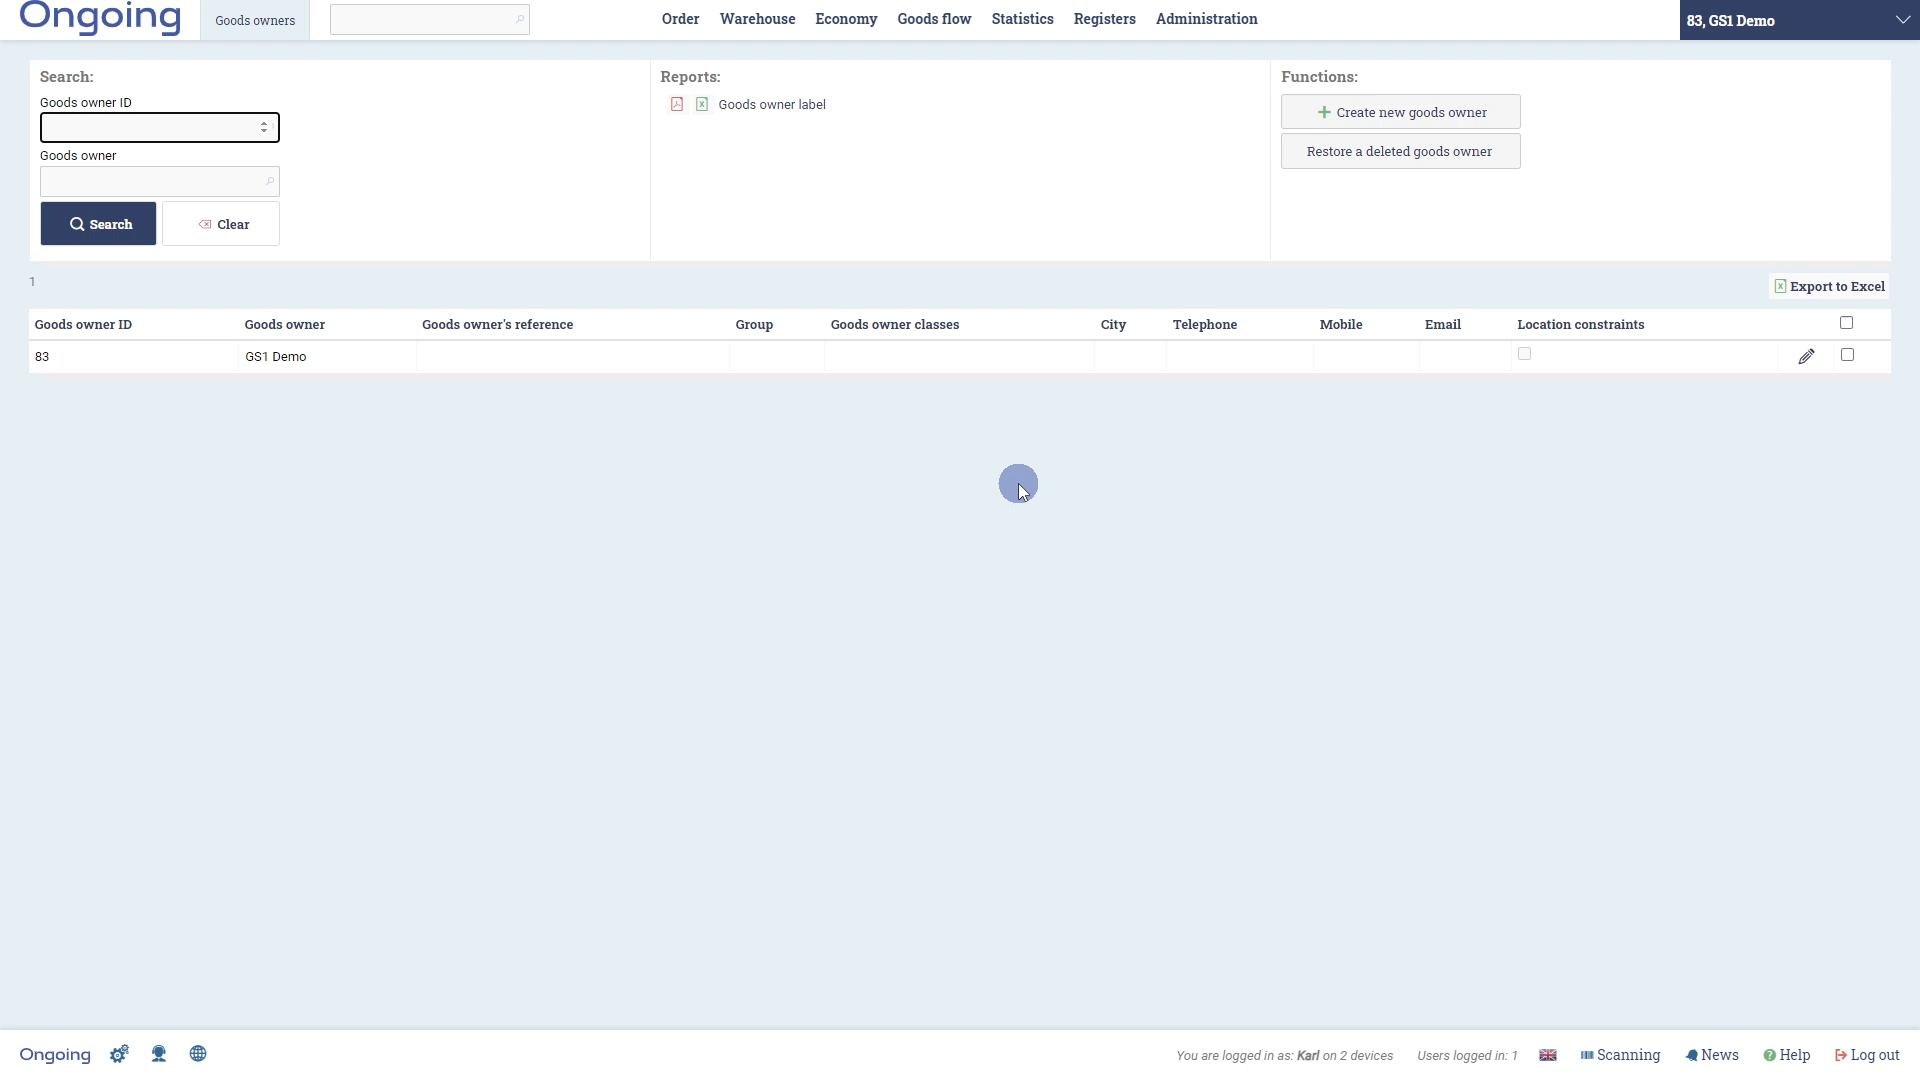 Ongoing
Goods owners
Order Warehouse Economy Goods flow Statistics Registers Administration
83, GS1 Demo
Search:
Goods owner ID
Goods owner
Search Clear
Reports:
Goods owner label
Functions:
Create new goods owner
Restore a deleted goods owner
1
Export to Excel
Goods owner ID Goods owner Goods owner's reference Group Goods owner classes City Telephone Mobile Email Location constraints
83 GS1 Demo
Ongoing
You are logged in as: Karl on 2 devices Users logged in: 1 Scanning News Help Log out